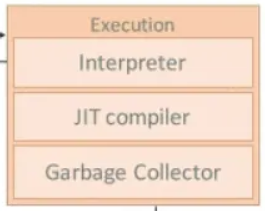 Execution
Interpreter
JIT compiler
Garbage Collector